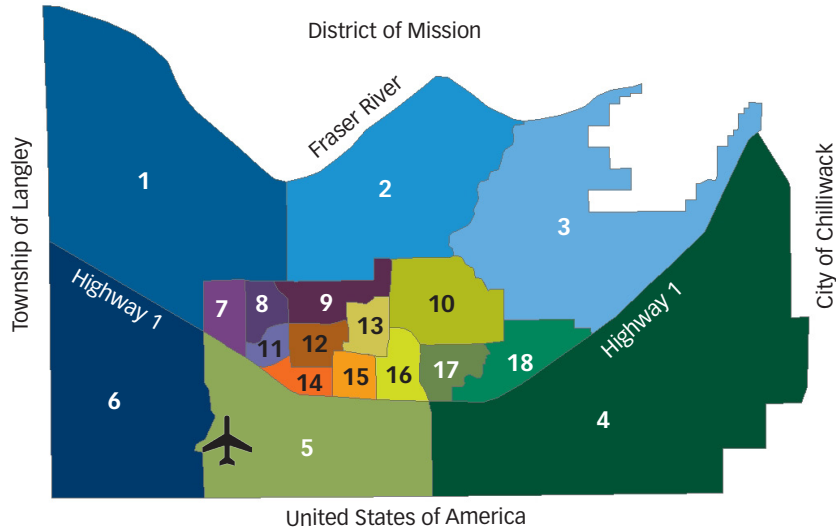 District of Mission
Fraser River
Township of Langley
City of Chilliwack
1
2
3
Highway 1
7
8
9
10
13
11
12
14
15
16
17
18
Highway 1
6
5
4
United States of America